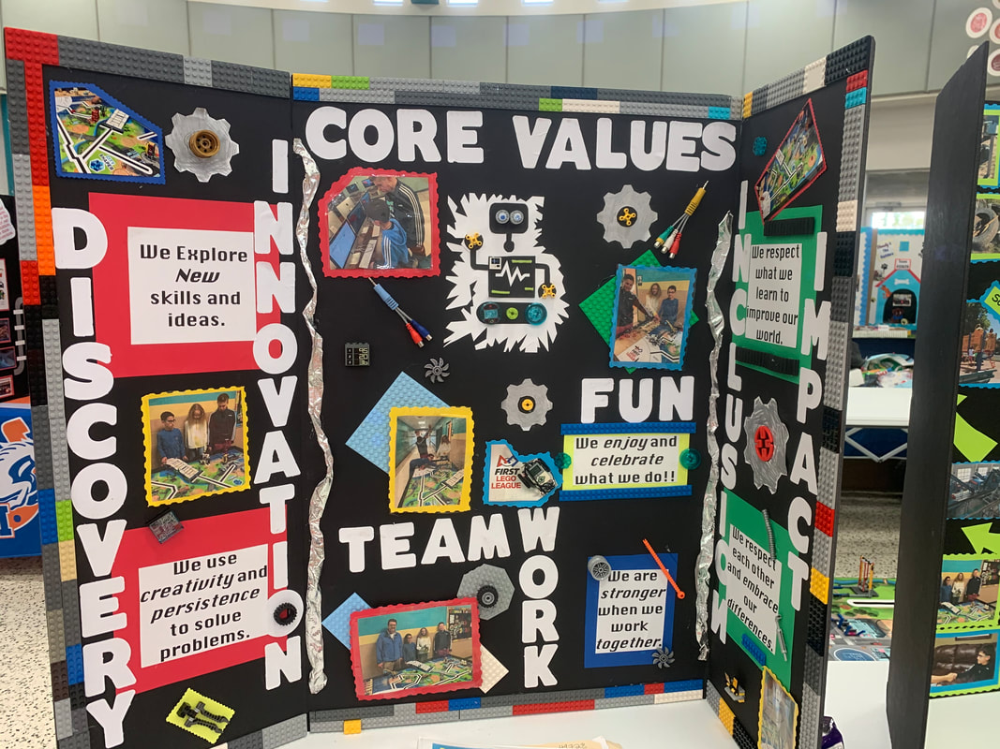 CORE VALUES
DISCOVERY
We Explore
New
skills and
ideas.
INNOVATION
We use
creativity and
persistence
to solve
problems.
FUN
We enjoy and
celebrate
what we do!!
FIRST
LEGO
LEAGUE
TEAMWORK
We are
stronger
when we
work
together.
INCLUSION
We respect
each other
and embrace
our
differences.
IMPACT
We respect
what we
learn to
improve our
world.